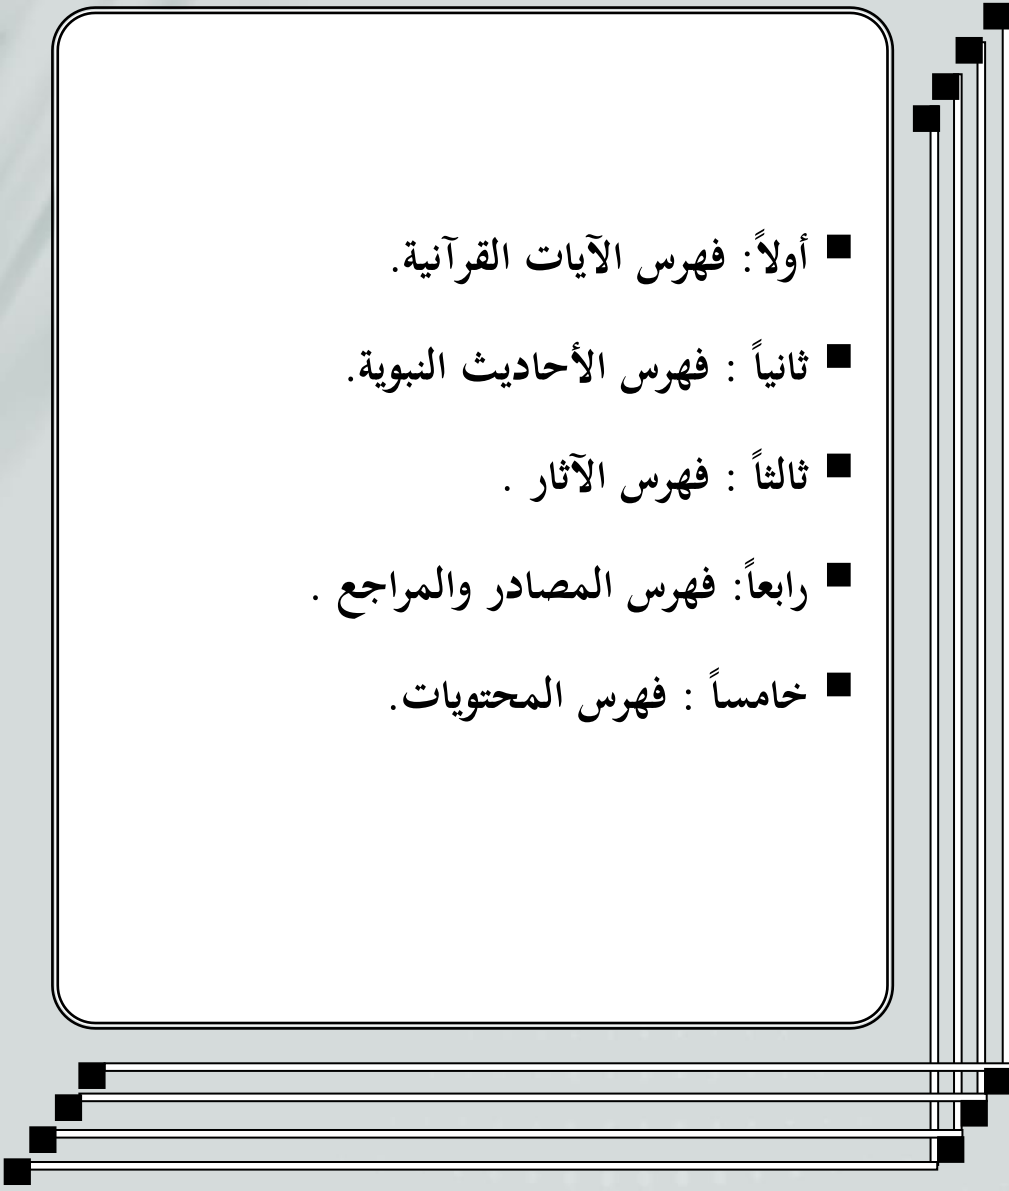 ■ أولاً: فهرس الآيات القرآنية.
■ ثانياً : فهرس الأحاديث النبوية.
■ ثالثاً : فهرس الآثار .
■ رابعاً: فهرس المصادر والمراجع .
■ خامساً : فهرس المحتويات.